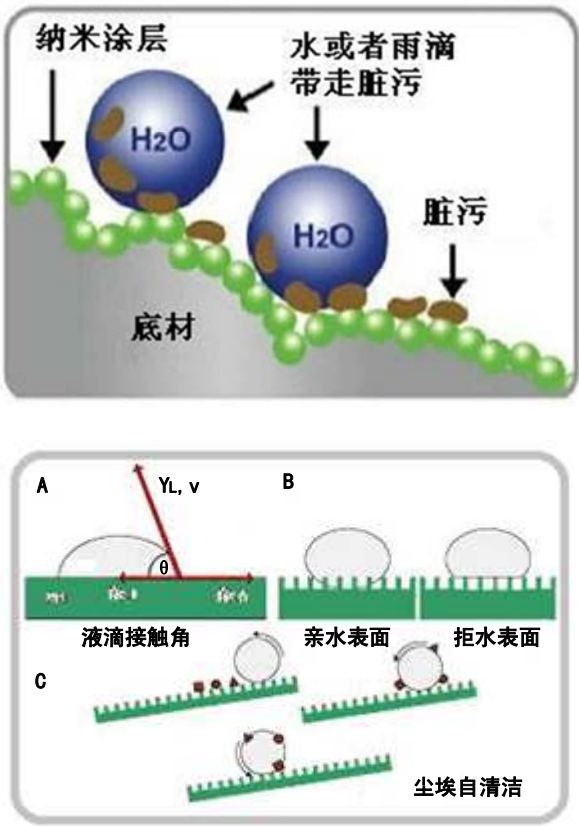 纳米涂层
水或者雨滴
带走脏污
H2O
H2O
脏污
底材
A
YL, v
θ
液滴接触角
B
亲水表面
拒水表面
C
尘埃自清洁